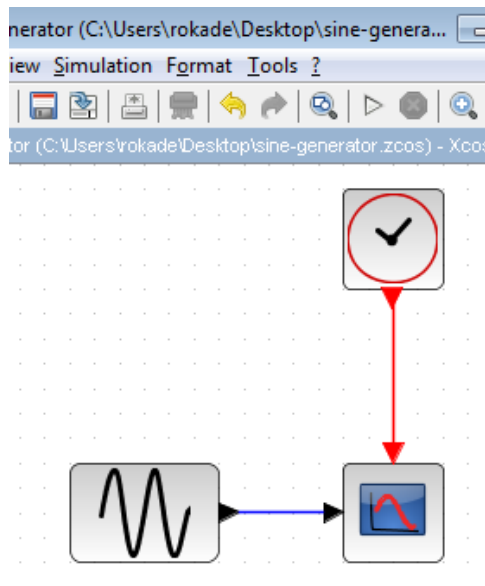 nerator (C:\Users\rokade\Desktop\sine-genera...
iew Simulation Format Tools ?
tor (C:\Users\rokade\Desktop\sine-generator.zcos) - Xcos